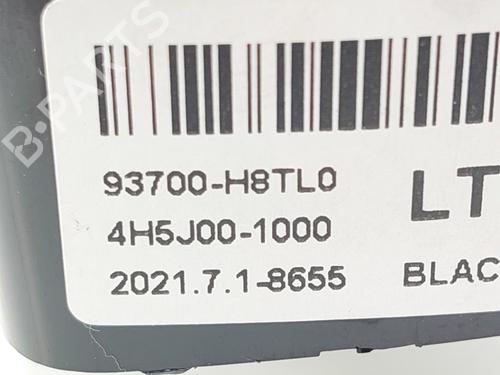 B-PARTS
93700-H8TL0
LT
4H5J00-1000
2021.7.1-8655
BLAC